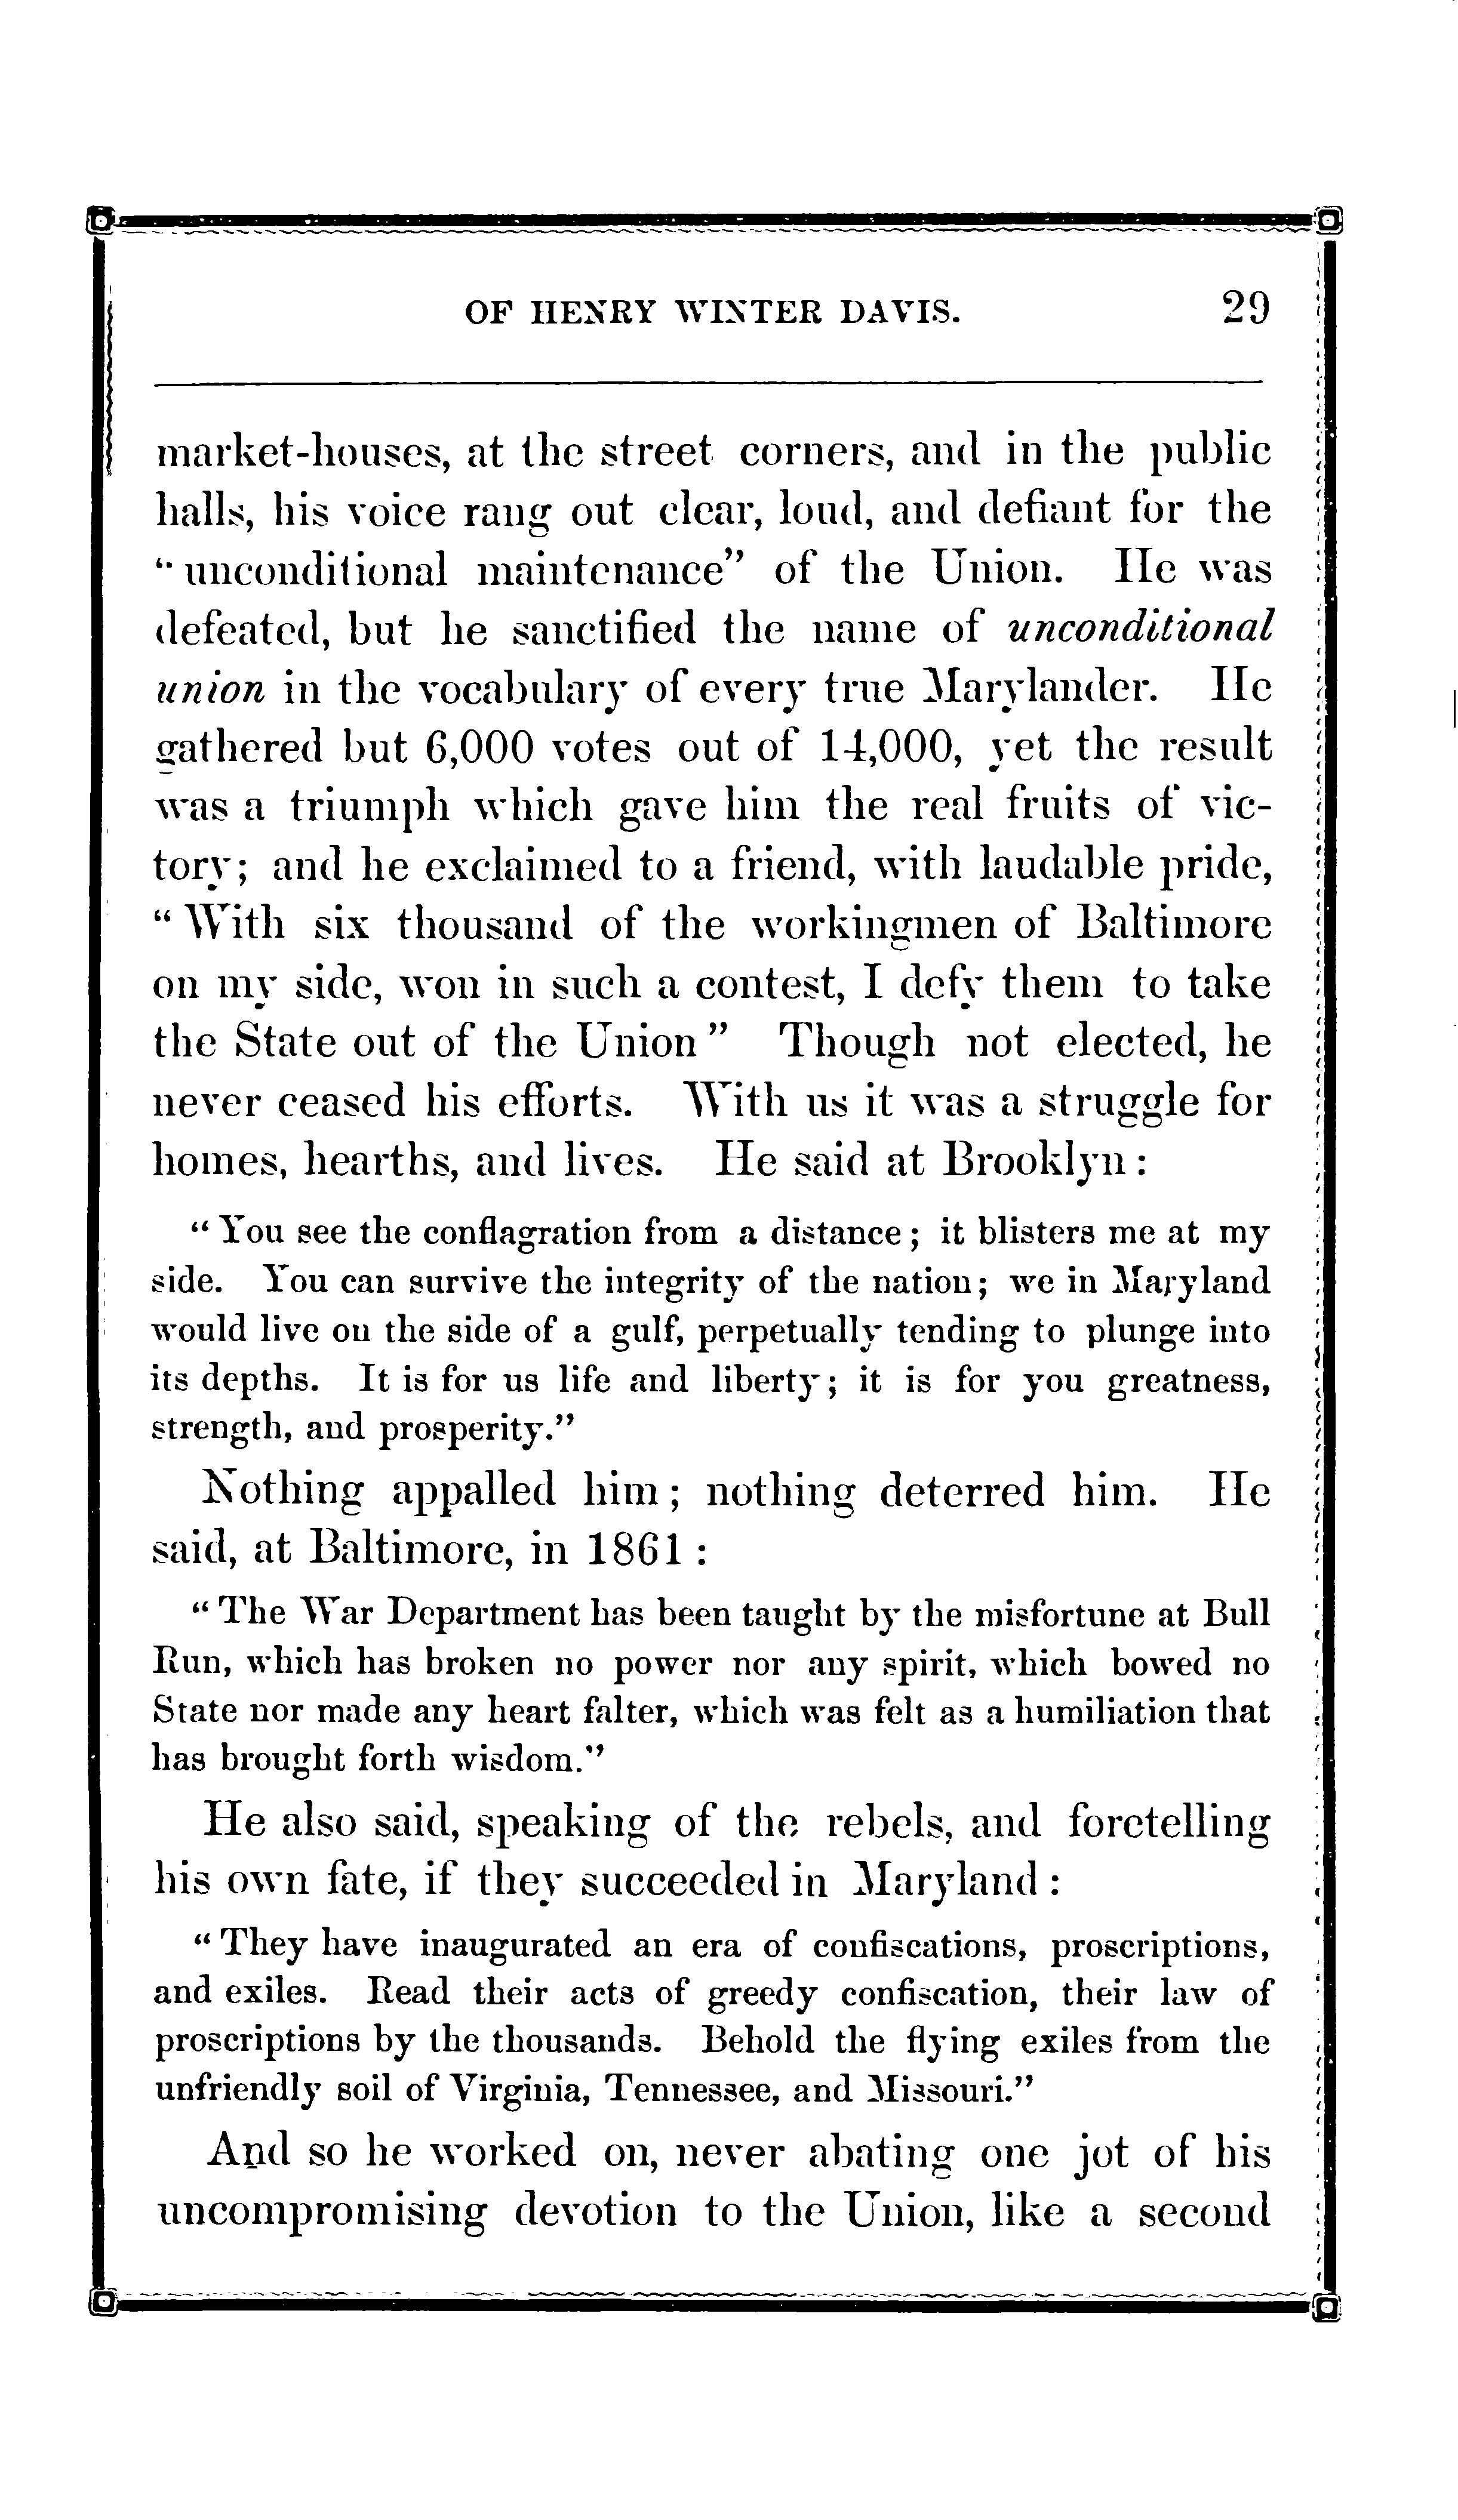 OF HENRY WINTER DAVIS. 29
market-houses, at the street corners, and in the public
halls, his voice rang out clear, loud, and defiant for the
"unconditional maintenance" of the Union. He was
defeated, but he sanctified the name of unconditional
union in the vocabulary of every true Marylander. He
gathered but 6,000 votes out of 14,000, yet the result
was a triumph which gave him the real fruits of vic-
tory; and he exclaimed to a friend, with laudable pride,
"With six thousand of the workingmen of Baltimore
on my side, won in such a contest, I defy them to take
the State out of the Union" Though not elected, he
never ceased his efforts. With us it was a struggle for
homes, hearths, and lives. He said at Brooklyn:
"You see the conflagration from a distance; it blisters me at my
side. You can survive the integrity of the nation; we in Maryland
would live on the side of a gulf, perpetually tending to plunge into
its depths. It is for us life and liberty; it is for you greatness,
strength, and prosperity."
Nothing appalled him; nothing deterred him. He
said, at Baltimore, in 1861:
"The War Department has been taught by the misfortune at Bull
Run, which has broken no power nor any spirit, which bowed no
State nor made any heart falter, which was felt as a humiliation that
has brought forth wisdom."
He also said, speaking of the rebels, and foretelling
his own fate, if they succeeded in Maryland:
"They have inaugurated an era of confiscations, proscriptions,
and exiles. Read their acts of greedy confiscation, their law of
proscriptions by the thousands. Behold the flying exiles from the
unfriendly soil of Virginia, Tennessee, and Missouri."
And so he worked on, never abating one jot of his
uncompromising devotion to the Union, like a second